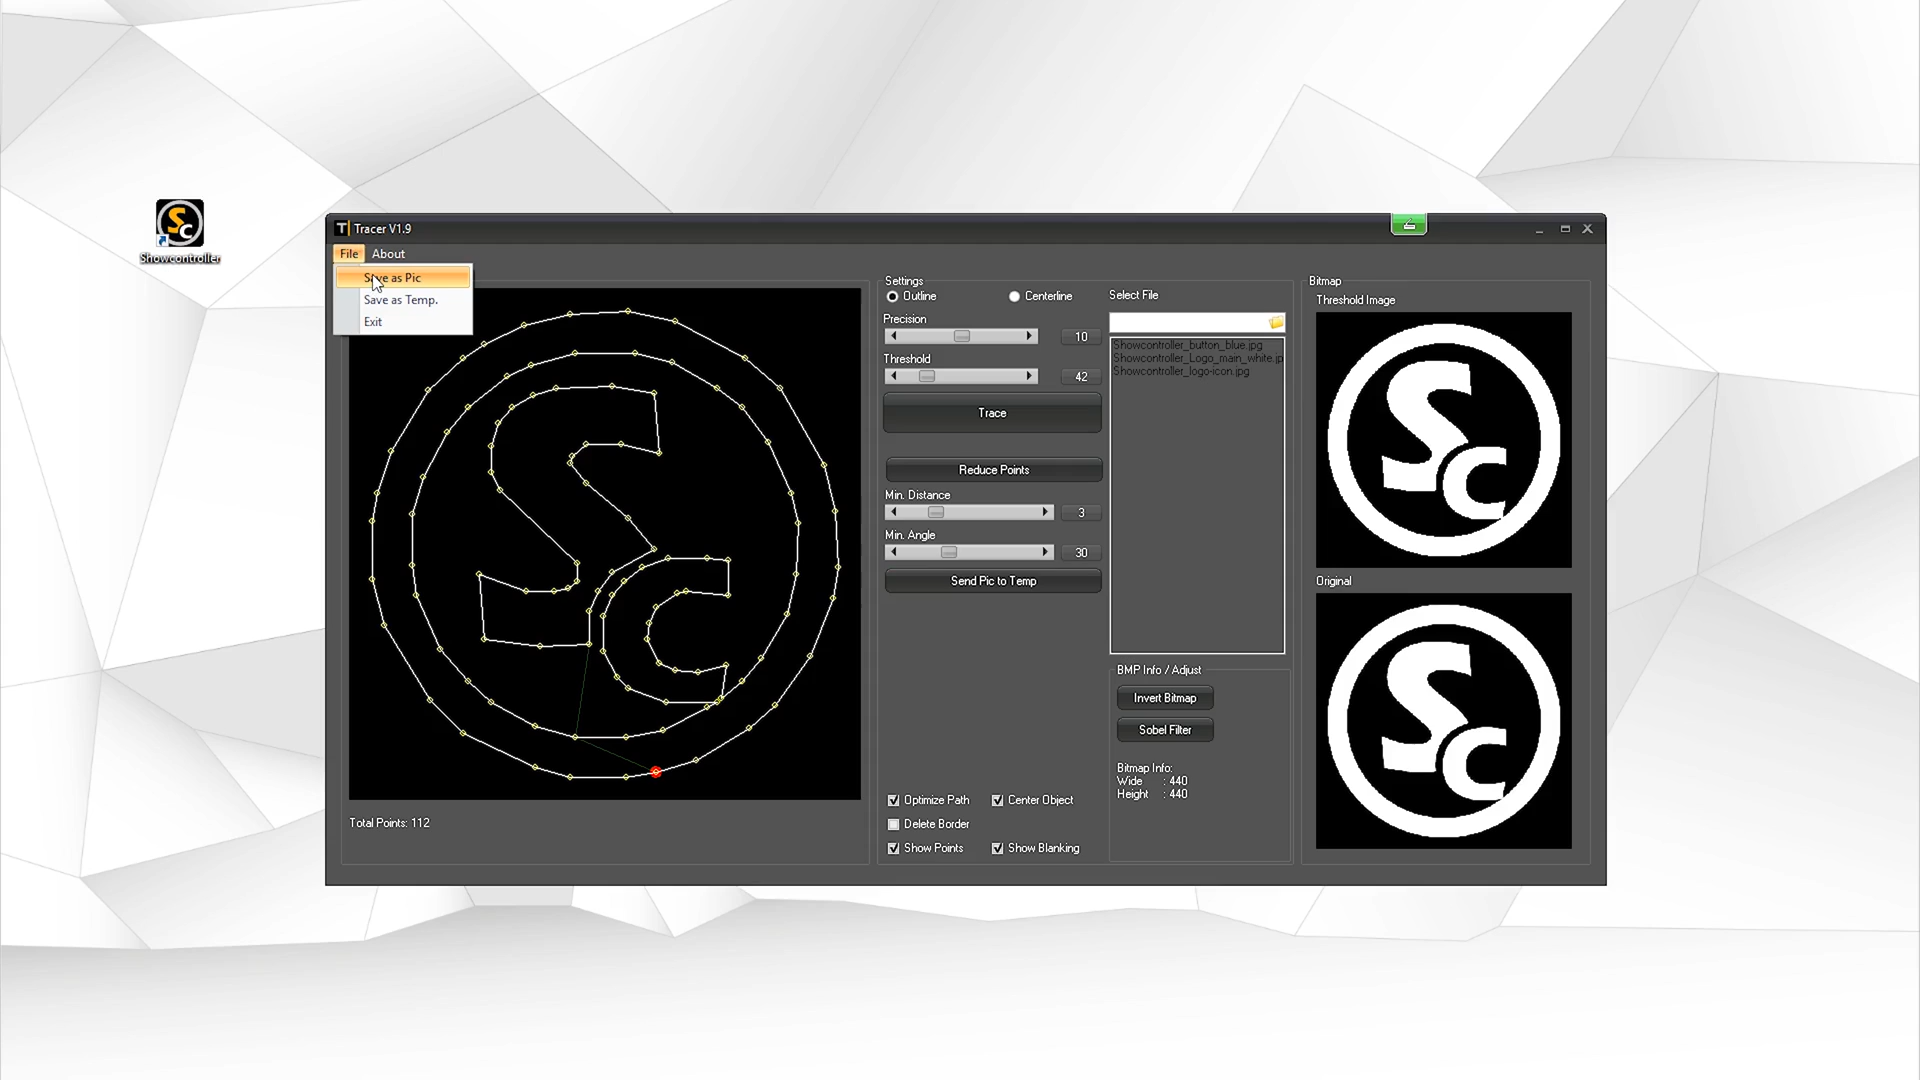 Showcontroller
T Tracer V1.9
File About
Save as Pic
Save as Temp.
Exit
Total Points: 112
Settings
Outline
Centerline
Precision
10
Threshold
42
Trace
Reduce Points
Min. Distance
3
Min. Angle
30
Send Pic to Temp
Optimize Path
Center Object
Delete Border
Show Points
Show Blanking
Select File
Showcontroller_button_blue.jpg
Showcontroller_Logo_main_white.jp
Showcontroller_logo-icon.jpg
BMP Info / Adjust
Invert Bitmap
Sobel Filter
Bitmap Info:
Wide : 440
Height : 440
Bitmap
Threshold Image
SC
Original
SC